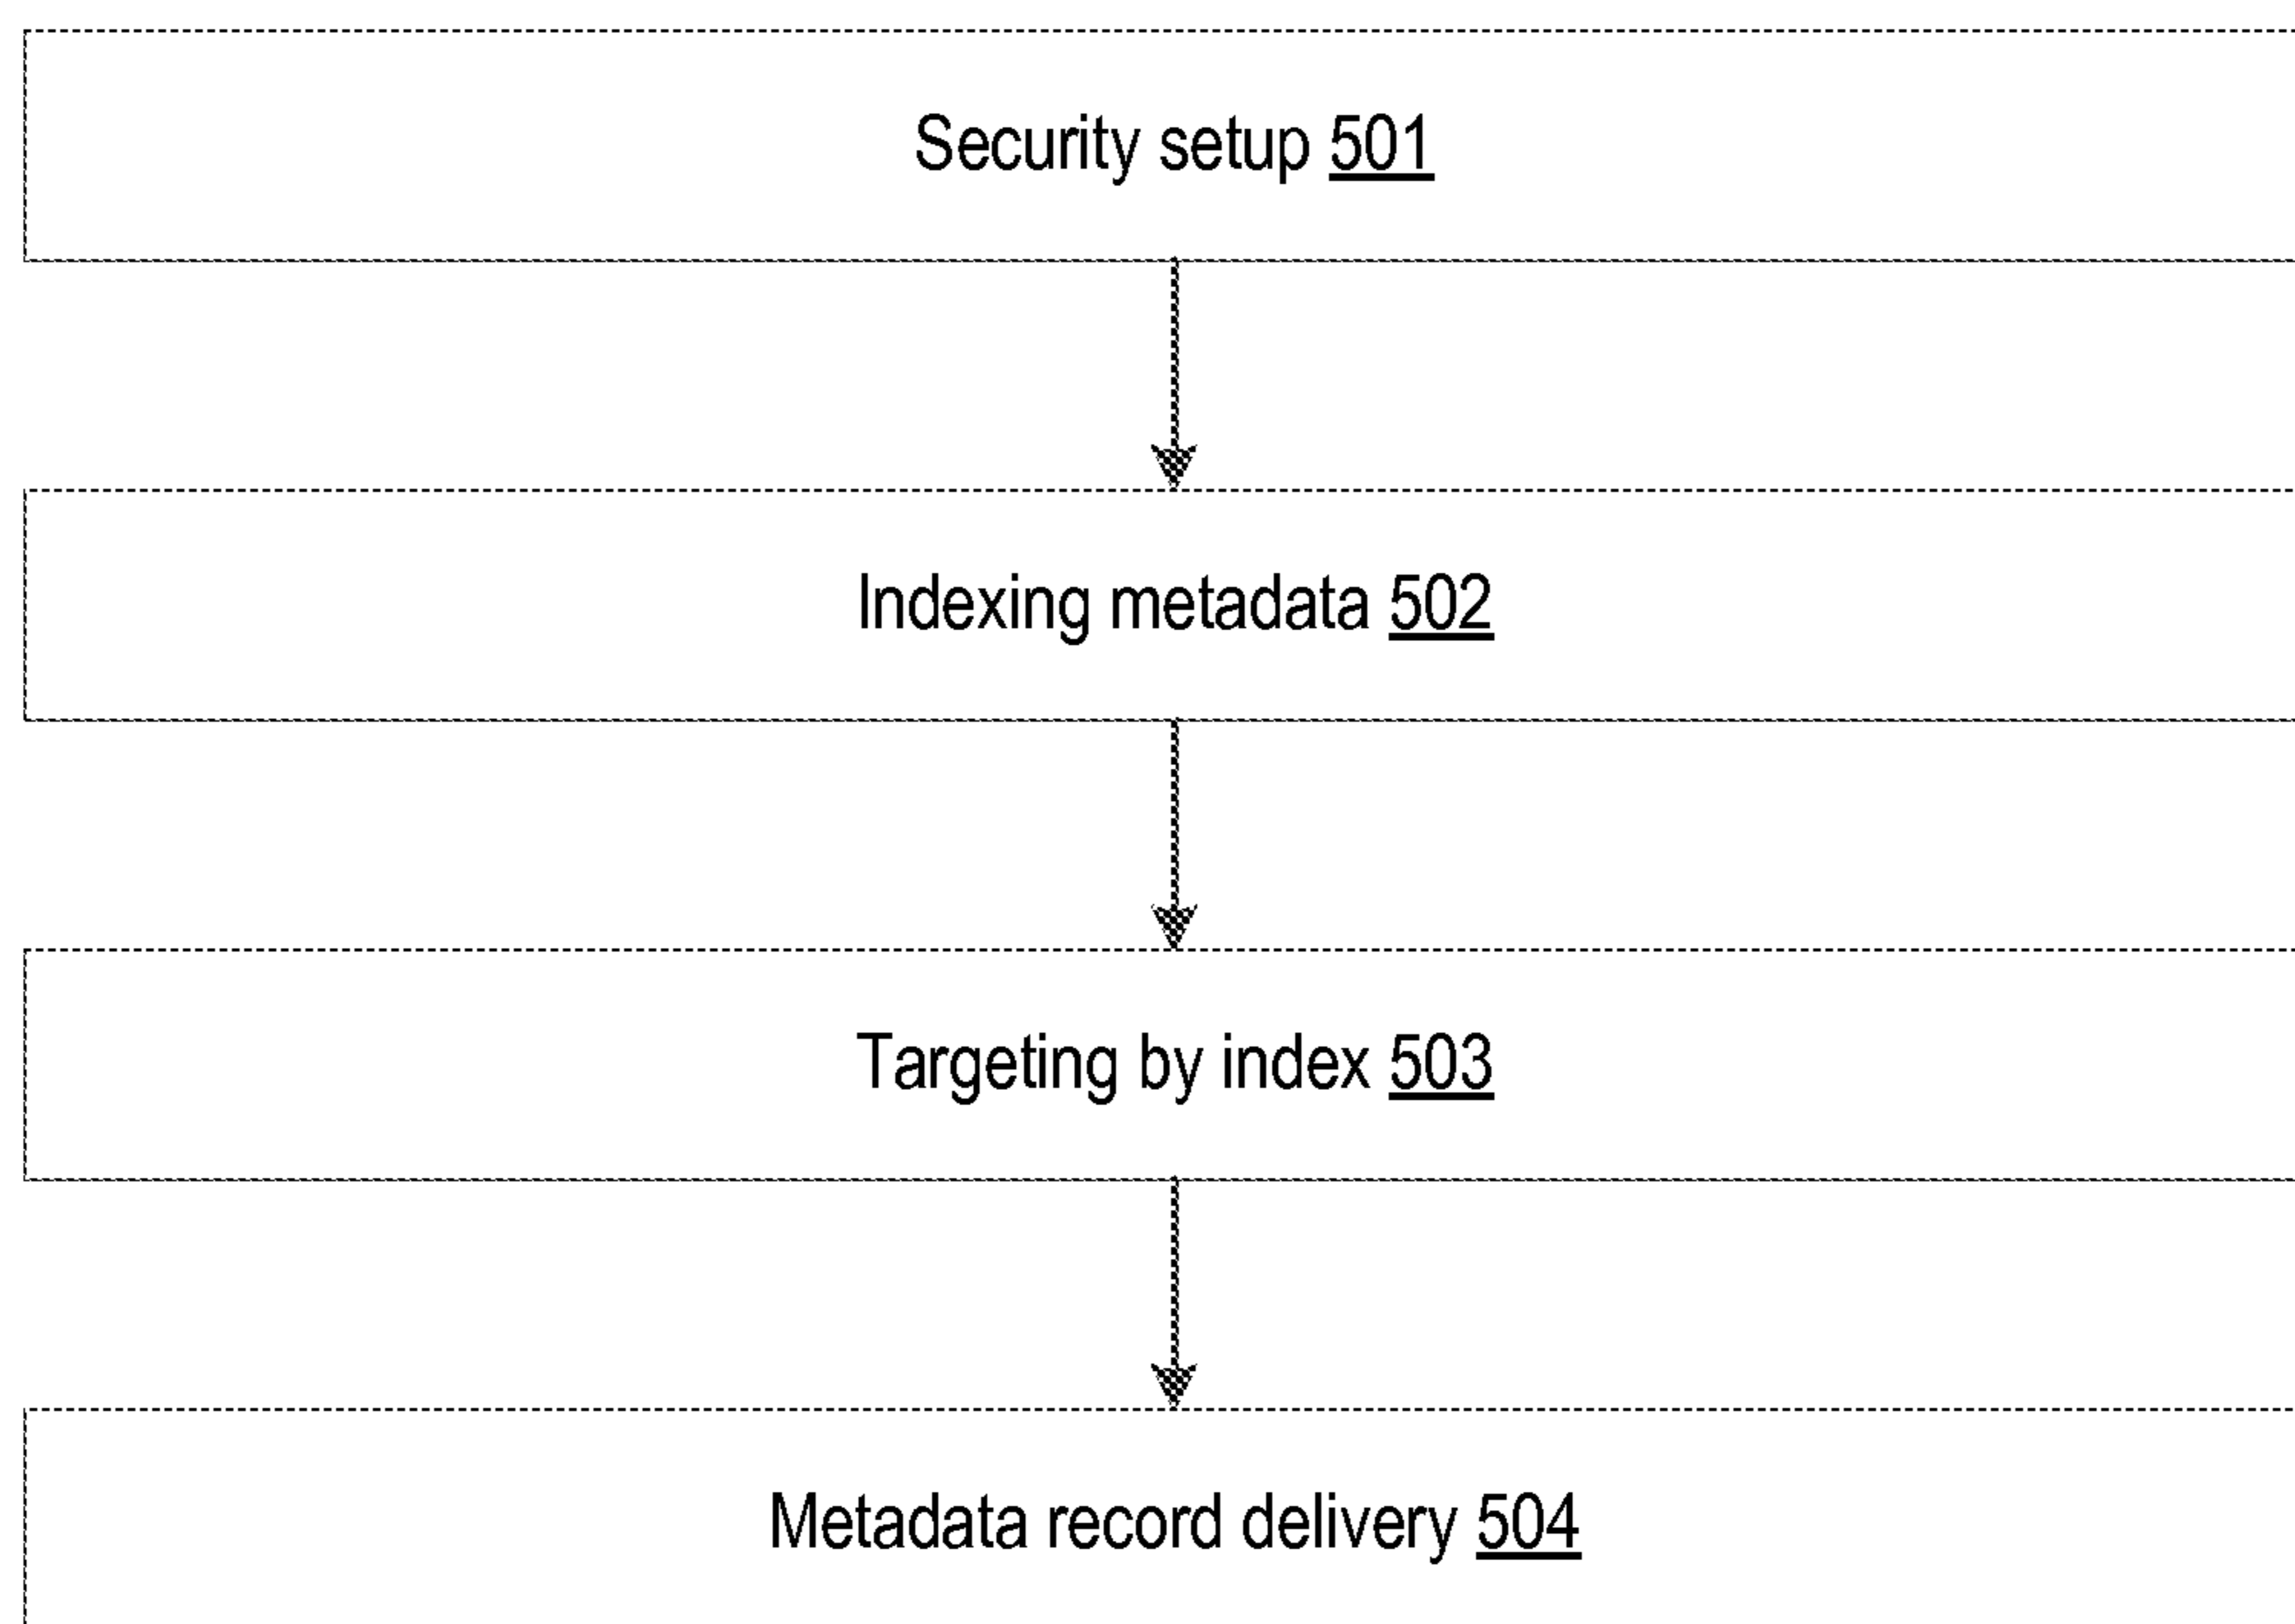 Security setup 501
Indexing metadata 502
Targeting by index 503
Metadata record delivery 504